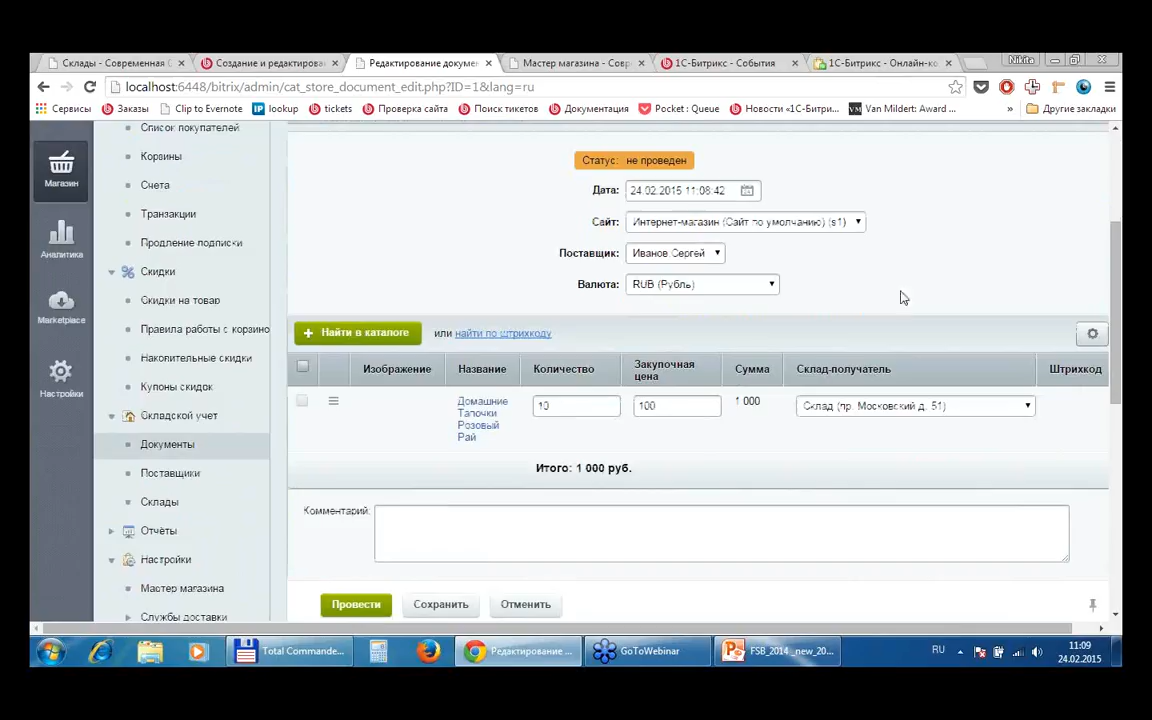 Склады - Современная
Создание и редактирован
Редактирование докумен
Мастер магазина - Совр
1С-Битрикс - События
1С-Битрикс - Онлайн-ко
Nikita
localhost:6448/bitrix/admin/cat_store_document_edit.php?ID=1&lang=ru
Сервисы
Заказы
Clip to Evernote
lookup
tickets
Проверка сайта
Поиск тикетов
Документация
Pocket : Queue
Новости «1С-Битри...
Van Mildert: Award ...
»
Другие закладки
Магазин
Аналитика
Marketplace
Настройки
Список покупателей
Корзины
Счета
Транзакции
Продление подписки
Скидки
Скидки на товар
Правила работы с корзино
Накопительные скидки
Купоны скидок
Складской учет
Документы
Поставщики
Склады
Отчёты
Настройки
Мастер магазина
Службы доставки
Статус: не проведен
Дата: 24.02.2015 11:08:42
Сайт: Интернет-магазин (Сайт по умолчанию) (s1)
Поставщик: Иванов Сергей
Валюта: RUB (Рубль)
+ Найти в каталоге или найти по штрихкоду
Изображение Название Количество Закупочная цена Сумма Склад-получатель Штрихкод
Домашние
Тапочки
Розовый
Рай
10 100 1 000 Склад (пр. Московский д. 51)
Итого: 1 000 руб.
Комментарий:
Провести Сохранить Отменить
Total Commande...
Редактирование ...
GoToWebinar
FSB_2014 _new_20...
RU
11:09
24.02.2015